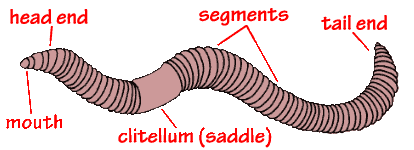 head end
segments
tail end
mouth
clitellum (saddle)